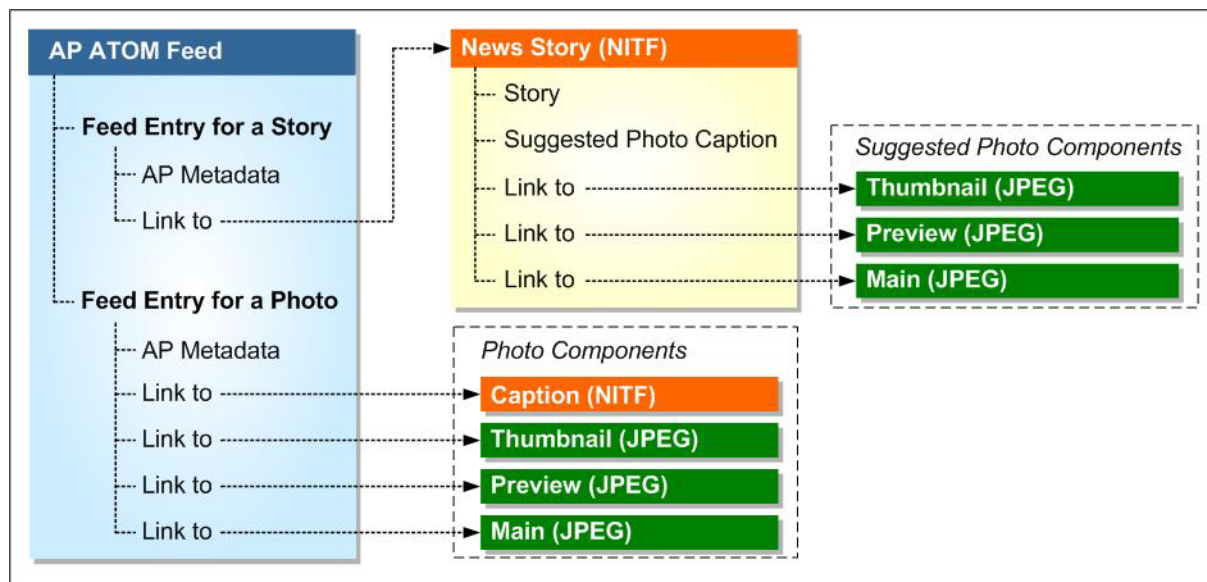 AP ATOM Feed
Feed Entry for a Story
AP Metadata
Link to
Feed Entry for a Photo
AP Metadata
Link to
Link to
Link to
Link to
News Story (NITF)
Story
Suggested Photo Caption
Link to
Link to
Link to
Suggested Photo Components
Thumbnail (JPEG)
Preview (JPEG)
Main (JPEG)
Photo Components
Caption (NITF)
Thumbnail (JPEG)
Preview (JPEG)
Main (JPEG)